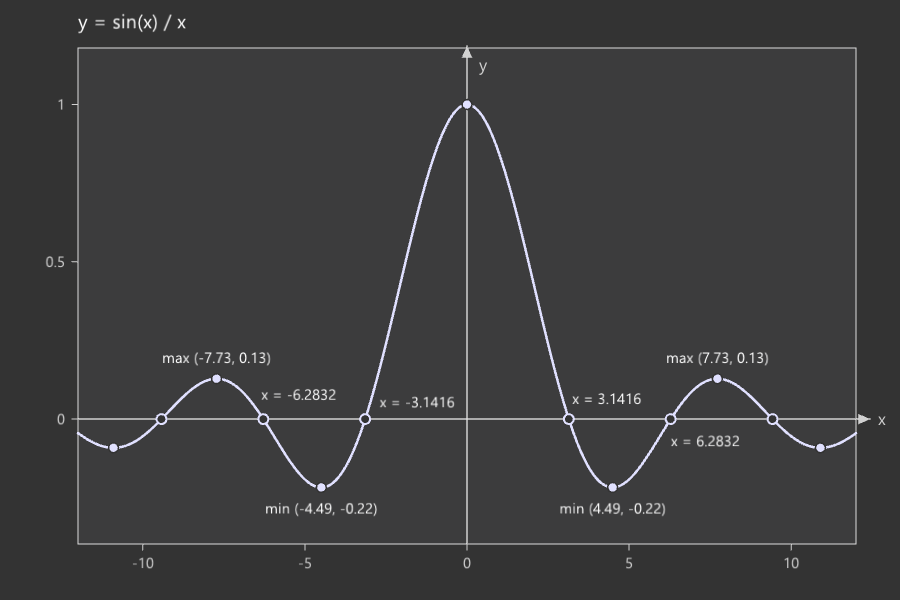 y = sin(x) / x
y
1
0.5
max (-7.73, 0.13)
max (7.73, 0.13)
x = -6.2832
x = -3.1416
x = 3.1416
0
x
x = 6.2832
min (-4.49, -0.22)
min (4.49, -0.22)
-10
-5
0
5
10